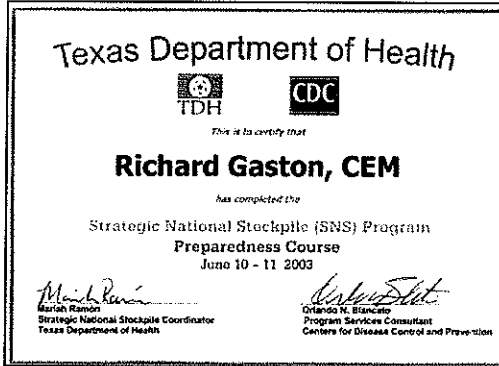 Texas Department of Health
TDH
CDC
This is to certify that
Richard Gaston, CEM
has completed the
Strategic National Stockpile (SNS) Program
Preparedness Course
June 10 - 11 2003
Mariah Ramon
Strategic National Stockpile Coordinator
Texas Department of Health
Orlando N. Blancato
Program Services Consultant
Centers for Disease Control and Prevention